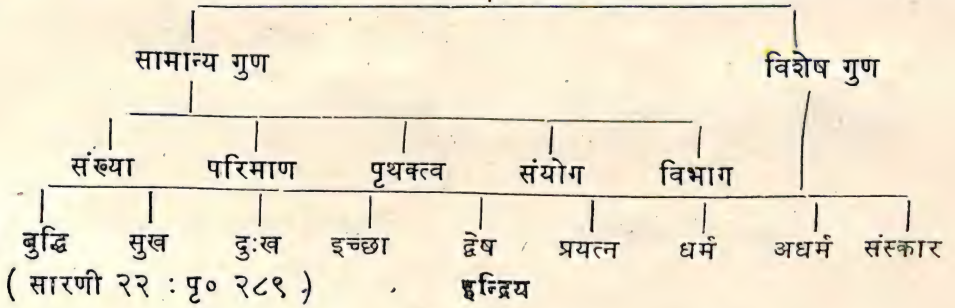 सामान्य गुण विशेष गुण
संख्या परिमाण पृथक्त्व संयोग विभाग
बुद्धि सुख दुःख इच्छा द्वेष प्रयत्न धर्म अधर्म संस्कार
( सारणी २२ : पृ० २८९ ) इन्द्रिय